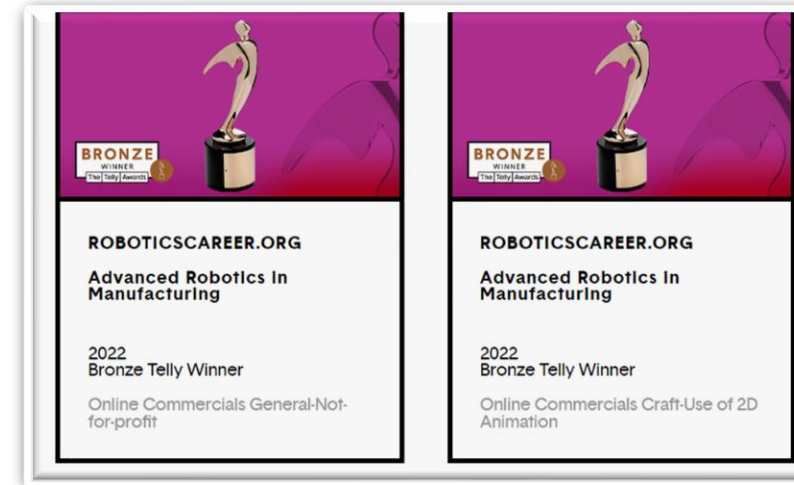 BRONZE
WINNER
The Telly Awards
ROBOTICSCAREER.ORG
Advanced Robotics in
Manufacturing
2022
Bronze Telly Winner
Online Commercials General-Not-
for-profit
BRONZE
WINNER
The Telly Awards
ROBOTICSCAREER.ORG
Advanced Robotics in
Manufacturing
2022
Bronze Telly Winner
Online Commercials Craft-Use of 2D
Animation